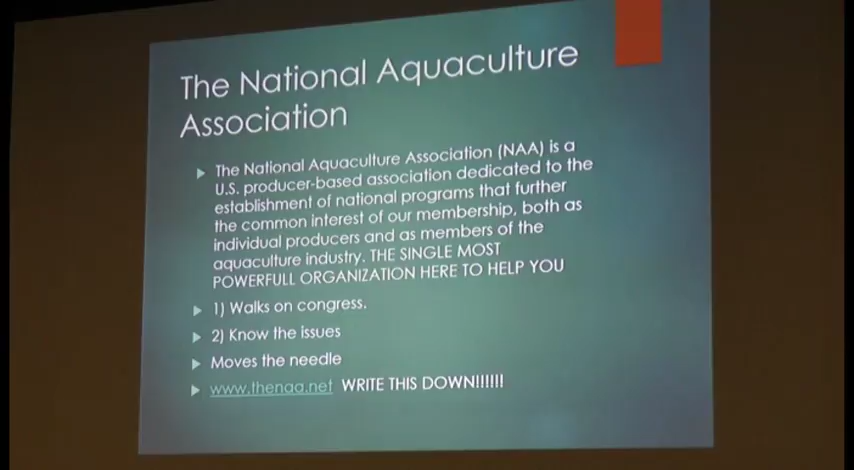 The National Aquaculture
Association
The National Aquaculture Association (NAA) is a
U.S. producer-based association dedicated to the
establishment of national programs that further
the common interest of our membership, both as
individual producers and as members of the
aquaculture industry. THE SINGLE MOST
POWERFULL ORGANIZATION HERE TO HELP YOU
1) Walks on congress.
2) Know the issues
Moves the needle
www.thenaa.net WRITE THIS DOWN!!!!!!